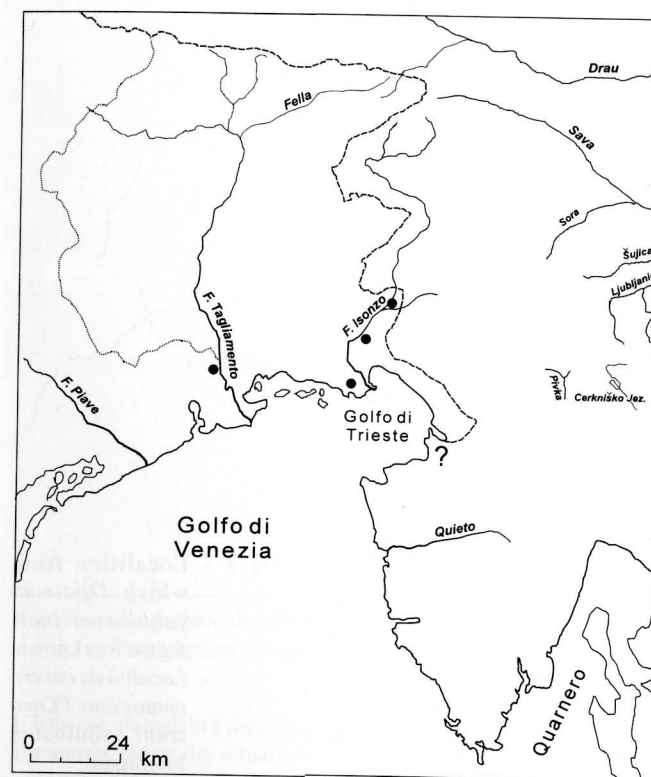 Drau
Fella
Sava
Sora
Šujica
F. Tagliamento
F. Isonzo
F. Piave
Pivka
Cerkniško Jez.
Golfo di
Trieste
?
Golfo di
Venezia
Quieto
Quarnero
0 24
km